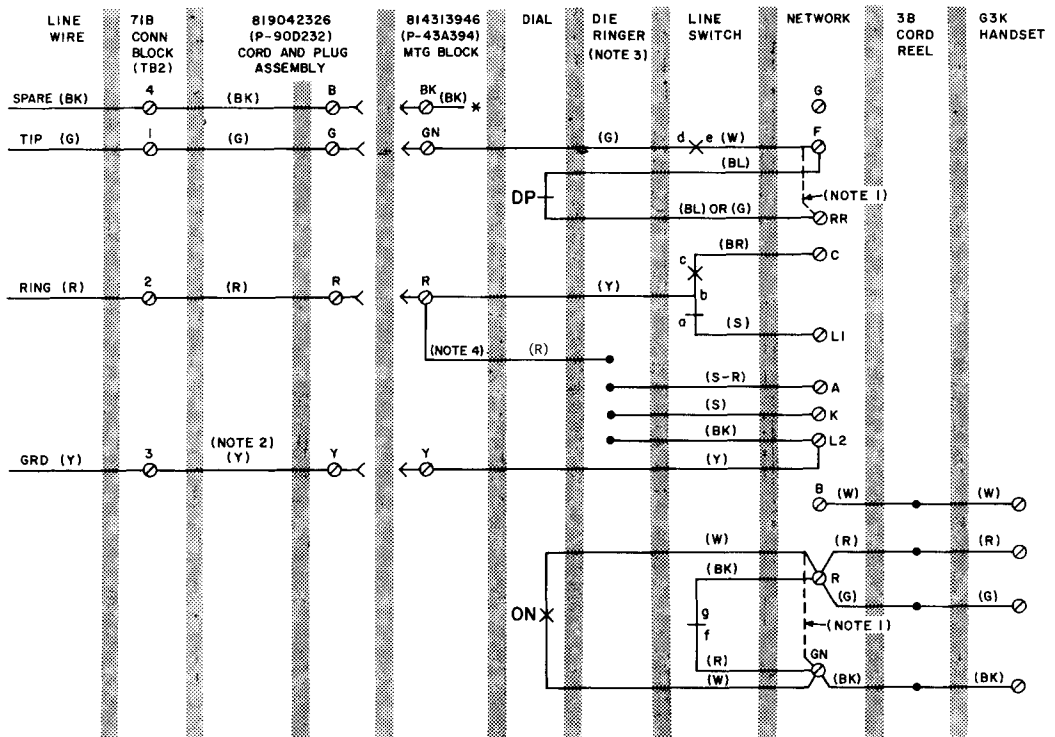 LINE WIRE
71B CONN BLOCK (TB2)
819042326 (P-90D232) CORD AND PLUG ASSEMBLY
814313946 (P-43A394) MTG BLOCK
DIAL
DIE RINGER (NOTE 3)
LINE SWITCH
NETWORK
3B CORD REEL
G3K HANDSET
SPARE (BK) 4 (BK) B BK (BK) * G
TIP (G) 1 (G) G GN (G) d e (W) F
(BL)
DP (NOTE 1)
(BL) OR (G) RR
(BR) C
c
RING (R) 2 (R) R R (Y) b
a (S) L1
(NOTE 4) (R)
(S-R) A
(S) K
(BK) L2
GRD (Y) 3 (NOTE 2) (Y) Y Y (Y)
B (W) (W)
(W) (R) (R)
(BK) R
(G) (G)
ON g f (NOTE 1)
(R) GN
(W) (BK) (BK)